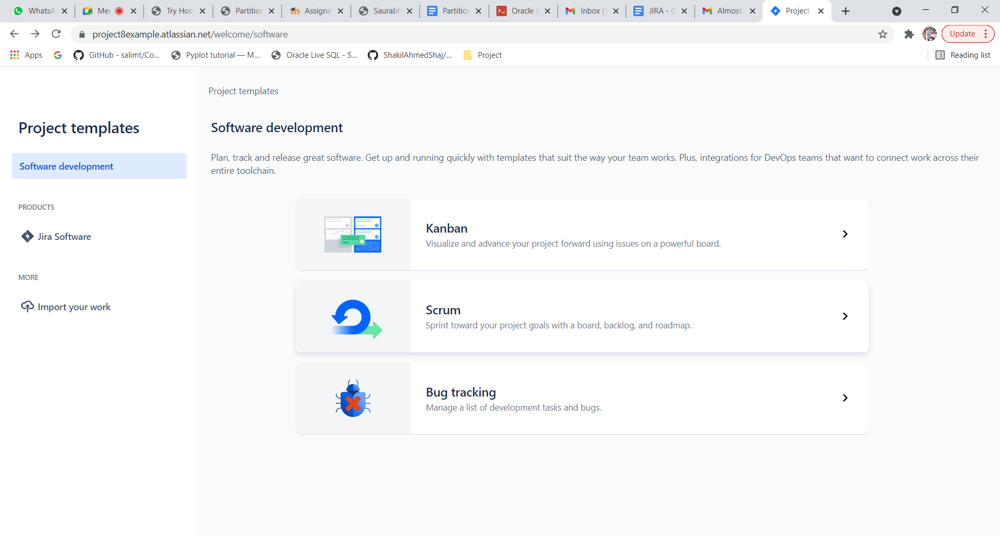 WhatsA
Mee
Try Host
Partition
Assignm
Saurabh
Partition
Oracle L
Inbox (1
JIRA - G
Almost
Project
project8example.atlassian.net/welcome/software
Update
Apps
GitHub - salimt/Co...
Pyplot tutorial — M...
Oracle Live SQL - S...
ShakilAhmedShaj/...
Project
Reading list
Project templates
Project templates
Software development
PRODUCTS
Jira Software
MORE
Import your work
Software development
Plan, track and release great software. Get up and running quickly with templates that suit the way your team works. Plus, integrations for DevOps teams that want to connect work across their
entire toolchain.
Kanban
Visualize and advance your project forward using issues on a powerful board.
Scrum
Sprint toward your project goals with a board, backlog, and roadmap.
Bug tracking
Manage a list of development tasks and bugs.